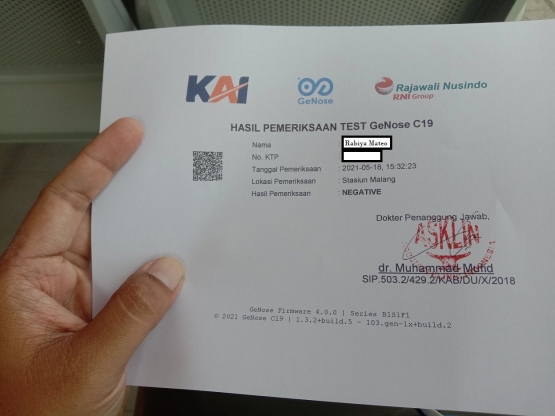 KAI
GeNose
Rajawali Nusindo
RNI Group
HASIL PEMERIKSAAN TEST GeNose C19
Nama Rabiya Mateo
No. KTP
Tanggal Pemeriksaan : 2021-05-18, 15:32:23
Lokasi Pemeriksaan : Stasiun Malang
Hasil Pemeriksaan : NEGATIVE
Dokter Penanggung Jawab,
ASKLIN
dr. Muhammad Mufid
SIP.503.2/429.2/KAB/DU/X/2018
GeNose Firmware 4.0.0 | Series B151F1
© 2021 GeNose C19 | 1.3.2+build.5 - 103.gen-1x+build.2